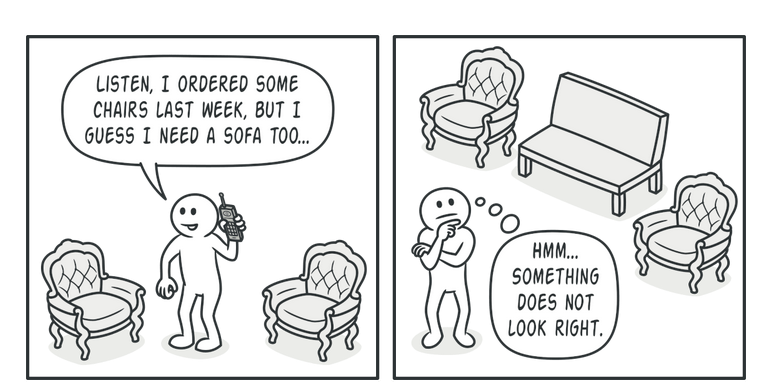 LISTEN, I ORDERED SOME
CHAIRS LAST WEEK, BUT I
GUESS I NEED A SOFA TOO...
HMM...
SOMETHING
DOES NOT
LOOK RIGHT.